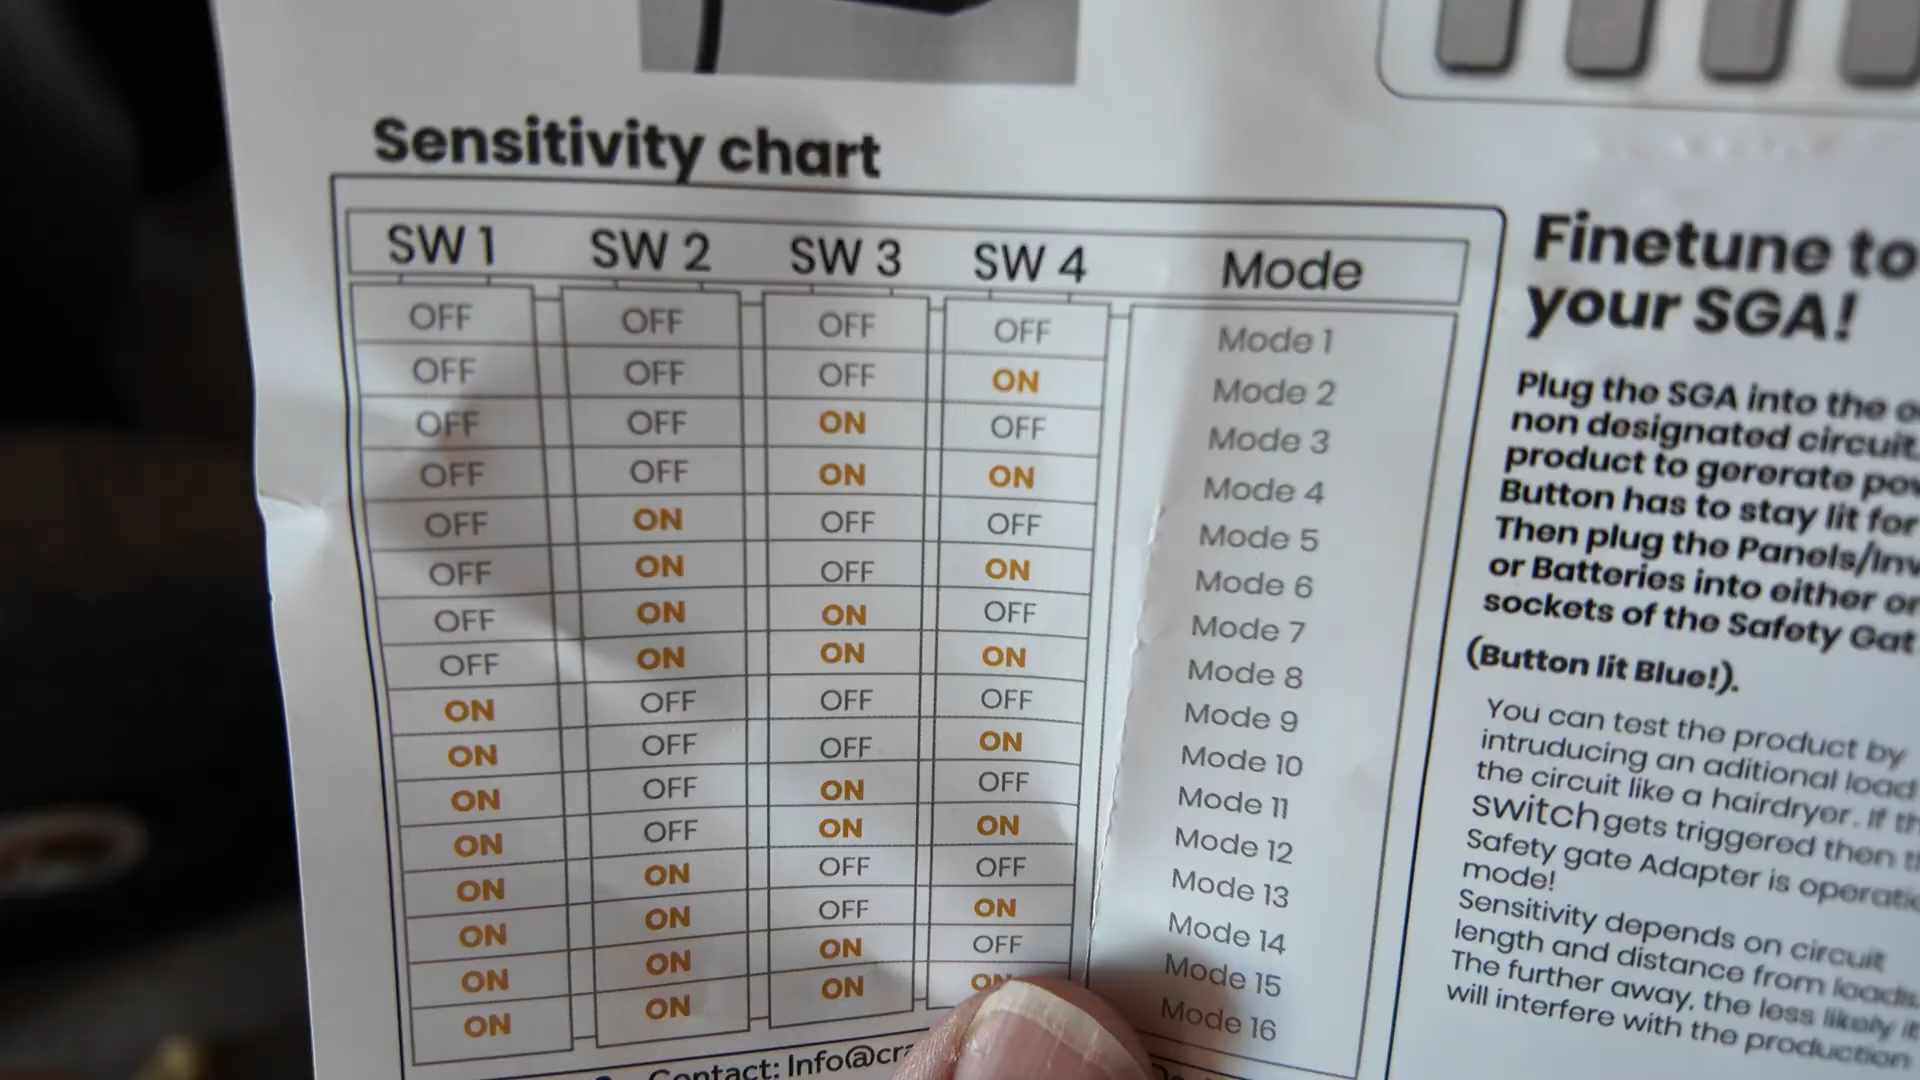 Sensitivity chart
SW 1 SW 2 SW 3 SW 4 Mode
OFF OFF OFF OFF Mode 1
OFF OFF OFF ON Mode 2
OFF OFF ON OFF Mode 3
OFF OFF ON ON Mode 4
OFF ON OFF OFF Mode 5
OFF ON OFF ON Mode 6
OFF ON ON OFF Mode 7
OFF ON ON ON Mode 8
ON OFF OFF OFF Mode 9
ON OFF OFF ON Mode 10
ON OFF ON OFF Mode 11
ON OFF ON ON Mode 12
ON ON OFF OFF Mode 13
ON ON OFF ON Mode 14
ON ON ON OFF Mode 15
ON ON ON ON Mode 16
Contact: Info@cr
Finetune to
your SGA!
Plug the SGA into the
non designated circuit.
product to gererate
Button has to stay lit for
Then plug the Panels/Inv
or Batteries into either or
sockets of the Safety Gat
(Button lit Blue!).
You can test the product by
intruducing an aditional load
the circuit like a hairdryer. If th
switch gets triggered then
Safety gate Adapter is operatio
mode!
Sensitivity depends on circuit
length and distance from loads.
The further away, the less likely it
will interfere with the production